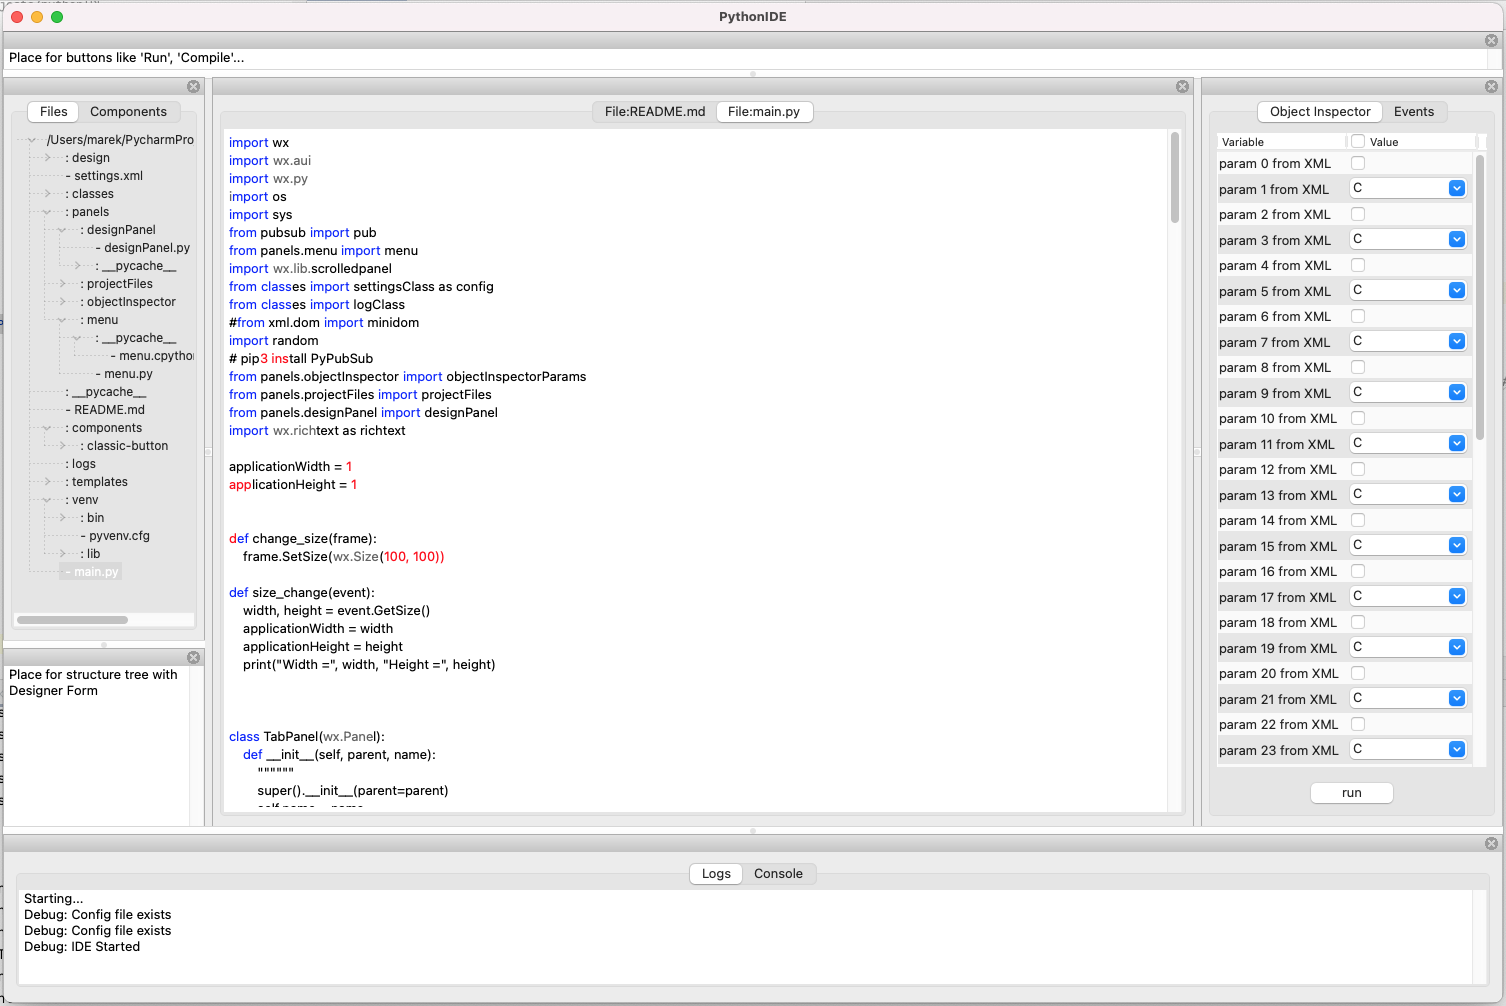 PythonIDE
Place for buttons like 'Run', 'Compile'...
Files Components
/Users/marek/PycharmPro
: design
- settings.xml
: classes
: panels
: designPanel
- designPanel.py
: __pycache__
: projectFiles
: objectInspector
: menu
: __pycache__
- menu.cpython
- menu.py
: __pycache__
- README.md
: components
: classic-button
: logs
: templates
: venv
: bin
- pyvenv.cfg
: lib
- main.py
Place for structure tree with
Designer Form
File:README.md File:main.py
import wx
import wx.aui
import wx.py
import os
import sys
from pubsub import pub
from panels.menu import menu
import wx.lib.scrolledpanel
from classes import settingsClass as config
from classes import logClass
#from xml.dom import minidom
import random
# pip3 install PyPubSub
from panels.objectInspector import objectInspectorParams
from panels.projectFiles import projectFiles
from panels.designPanel import designPanel
import wx.richtext as richtext
applicationWidth = 1
applicationHeight = 1
def change_size(frame):
frame.SetSize(wx.Size(100, 100))
def size_change(event):
width, height = event.GetSize()
applicationWidth = width
applicationHeight = height
print("Width =", width, "Height =", height)
class TabPanel(wx.Panel):
def __init__(self, parent, name):
""""""
super().__init__(parent=parent)
Object Inspector Events
Variable Value
param 0 from XML
param 1 from XML C
param 2 from XML
param 3 from XML C
param 4 from XML
param 5 from XML C
param 6 from XML
param 7 from XML C
param 8 from XML
param 9 from XML C
param 10 from XML
param 11 from XML C
param 12 from XML
param 13 from XML C
param 14 from XML
param 15 from XML C
param 16 from XML
param 17 from XML C
param 18 from XML
param 19 from XML C
param 20 from XML
param 21 from XML C
param 22 from XML
param 23 from XML C
run
Logs Console
Starting...
Debug: Config file exists
Debug: Config file exists
Debug: IDE Started